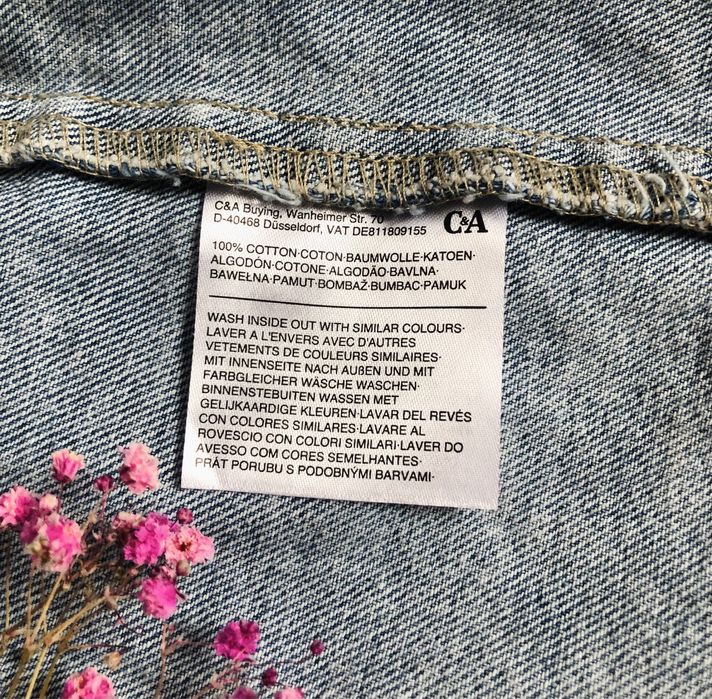 C&A Buying, Wanheimer Str. 70
D-40468 Düsseldorf, VAT DE811809155
C&A
100% COTTON·COTON·BAUMWOLLE·KATOEN·
ALGODÓN·COTONE·ALGODÃO·BAVLNA·
BAWEŁNA·PAMUT·BOMBAŽ·BUMBAC·PAMUK
WASH INSIDE OUT WITH SIMILAR COLOURS·
LAVER A L'ENVERS AVEC D'AUTRES
VETEMENTS DE COULEURS SIMILAIRES·
MIT INNENSEITE NACH AUßEN UND MIT
FARBGLEICHER WÄSCHE WASCHEN·
BINNENSTEBUITEN WASSEN MET
GELIJKAARDIGE KLEUREN·LAVAR DEL REVÉS
CON COLORES SIMILARES·LAVARE AL
ROVESCIO CON COLORI SIMILARI·LAVER DO
AVESSO COM CORES SEMELHANTES·
PRÁT PORUBU S PODOBNÝMI BARVAMI·